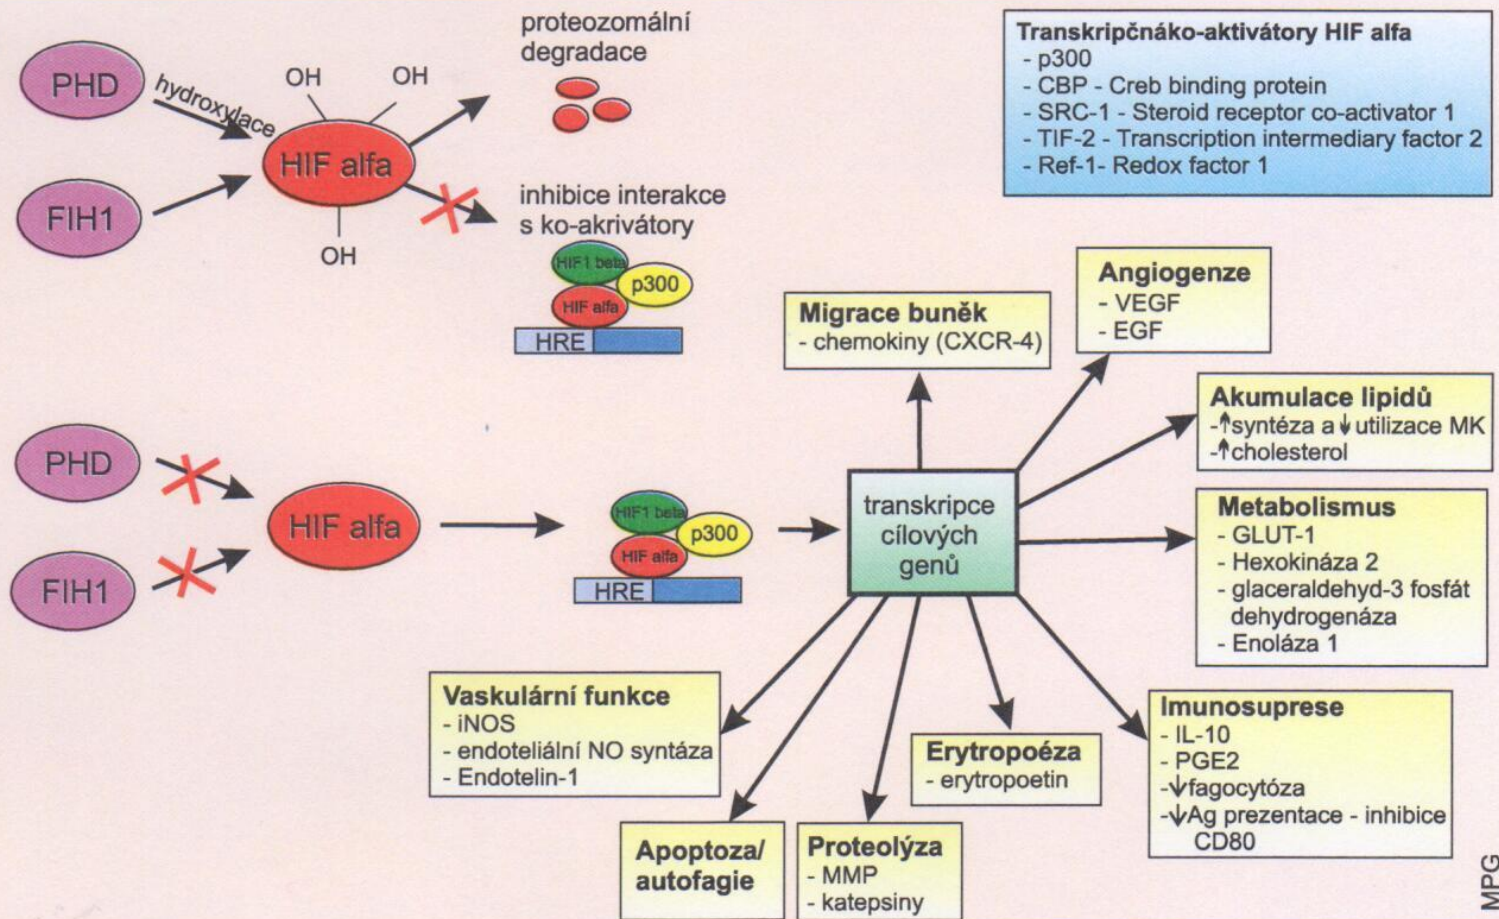 proteozomální
degradace
PHD
hydroxylace
OH
OH
HIF alfa
FIH1
OH
inhibice interakce
s ko-akrivátory
HIF1 beta
p300
HIF alfa
HRE
Transkripčnáko-aktivátory HIF alfa
- p300
- CBP - Creb binding protein
- SRC-1 - Steroid receptor co-activator 1
- TIF-2 - Transcription intermediary factor 2
- Ref-1- Redox factor 1
PHD
FIH1
HIF alfa
HIF1 beta
p300
HIF alfa
HRE
transkripce
cílových
genů
Migrace buněk
- chemokiny (CXCR-4)
Angiogenze
- VEGF
- EGF
Akumulace lipidů
-↑syntéza a↓utilizace MK
-↑cholesterol
Metabolismus
- GLUT-1
- Hexokináza 2
- glaceraldehyd-3 fosfát
dehydrogenáza
- Enoláza 1
Vaskulární funkce
- iNOS
- endoteliální NO syntáza
- Endotelin-1
Apoptoza/
autofagie
Proteolýza
- MMP
- katepsiny
Erytropoéza
- erytropoetin
Imunosuprese
- IL-10
- PGE2
-↓fagocytóza
-↓Ag prezentace - inhibice
CD80
MPG